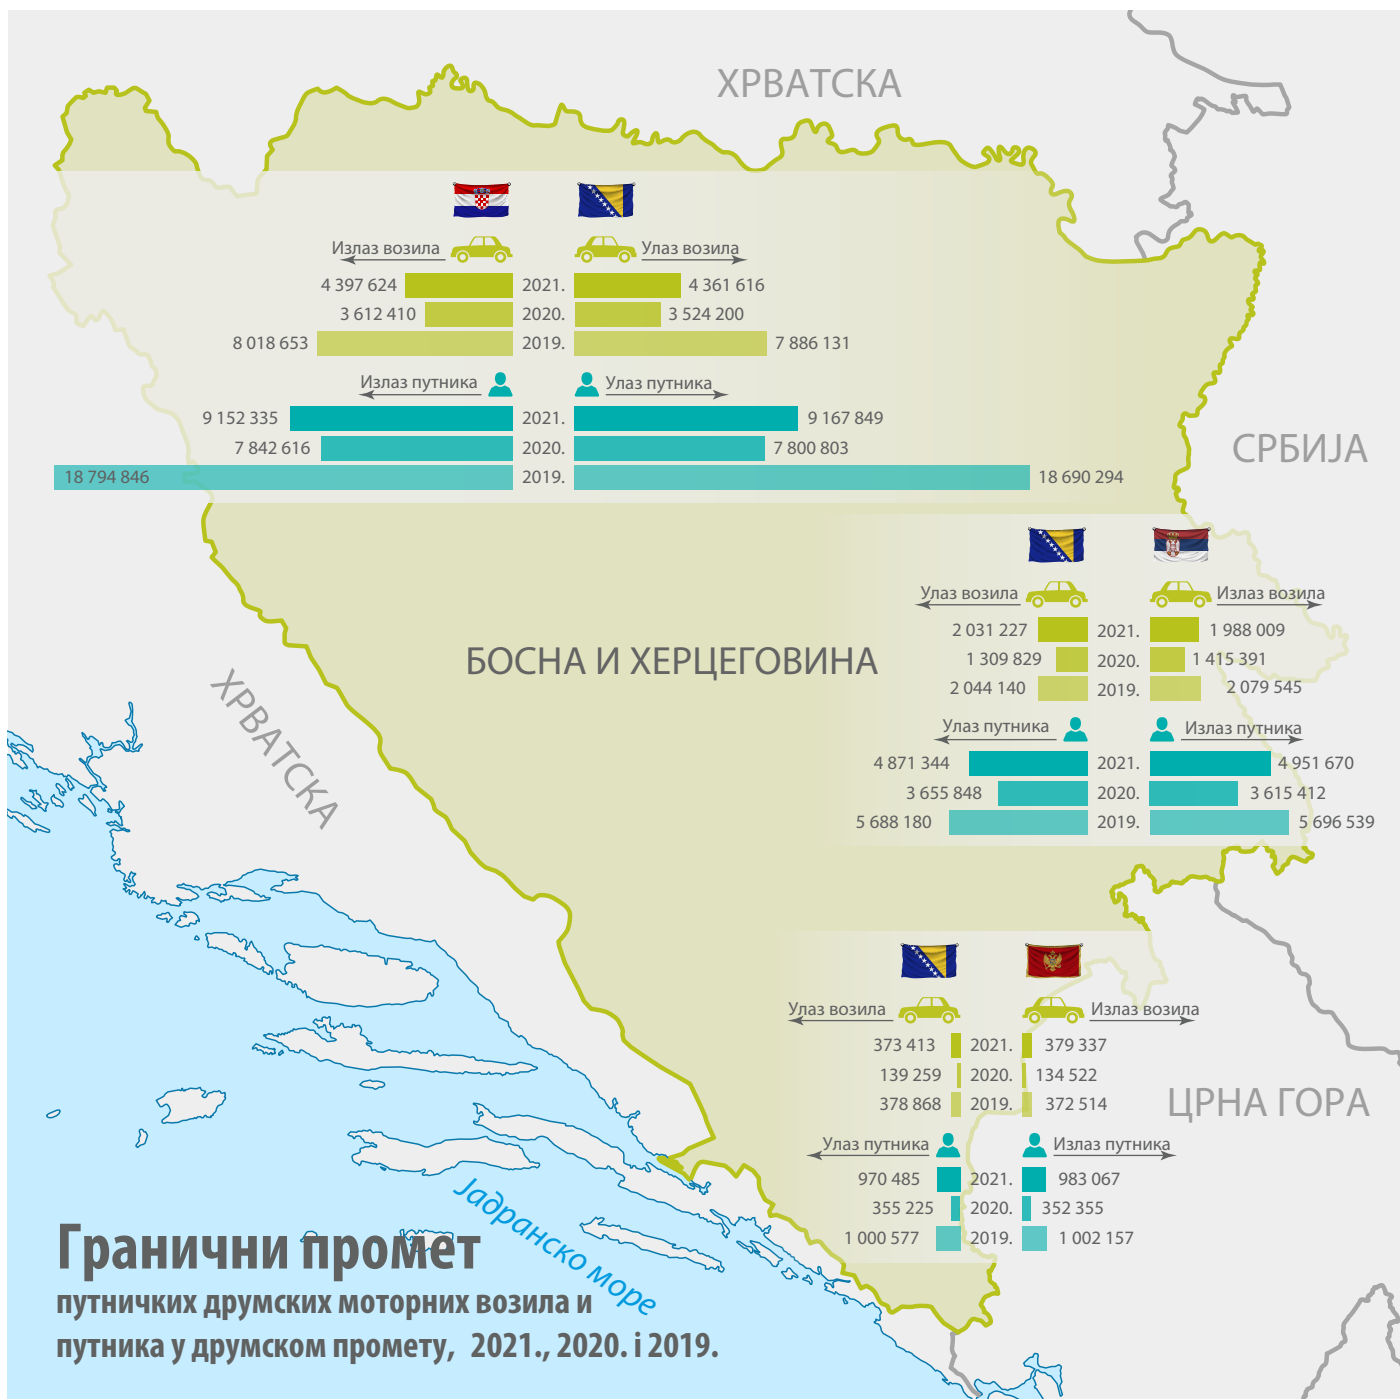 ХРВАТСКА
Излаз возила Улаз возила
4 397 624 2021. 4 361 616
3 612 410 2020. 3 524 200
8 018 653 2019. 7 886 131
Излаз путника Улаз путника
9 152 335 2021. 9 167 849
7 842 616 2020. 7 800 803
18 794 846 2019. 18 690 294
СРБИЈА
Улаз возила Излаз возила
2 031 227 2021. 1 988 009
1 309 829 2020. 1 415 391
2 044 140 2019. 2 079 545
БОСНА И ХЕРЦЕГОВИНА
ХРВАТСКА
Улаз путника Излаз путника
4 871 344 2021. 4 951 670
3 655 848 2020. 3 615 412
5 688 180 2019. 5 696 539
Улаз возила Излаз возила
373 413 2021. 379 337
139 259 2020. 134 522
378 868 2019. 372 514
ЦРНА ГОРА
Улаз путника Излаз путника
970 485 2021. 983 067
355 225 2020. 352 355
1 000 577 2019. 1 002 157
Јадранско море
Гранични промет
путничких друмских моторних возила и
путника у друмском промету, 2021., 2020. i 2019.